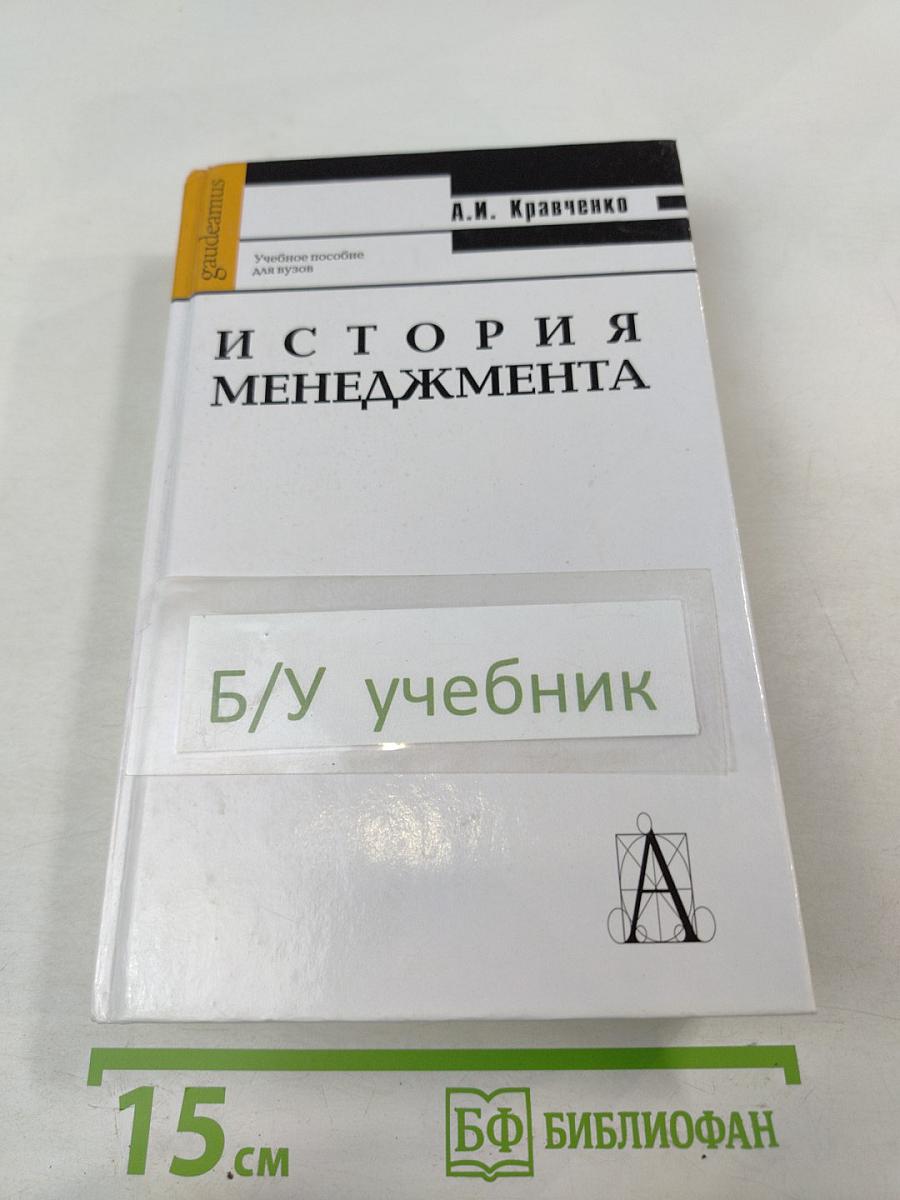 gaudeamus
А.И. Кравченко
Учебное пособие
для вузов
ИСТОРИЯ
МЕНЕДЖМЕНТА
Б/У учебник
А
15 см
БФ БИБЛИОФАН